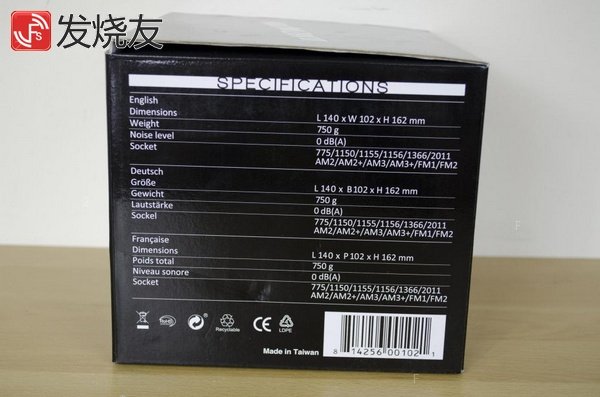 发烧友
SPECIFICATIONS
English
Dimensions L 140 x W 102 x H 162 mm
Weight 750 g
Noise level 0 dB(A)
Socket 775/1150/1155/1156/1366/2011
AM2/AM2+/AM3/AM3+/FM1/FM2
Deutsch
Größe L 140 x B102 x H 162 mm
Gewicht 750 g
Lautstärke 0 dB(A)
Sockel 775/1150/1155/1156/1366/2011
AM2/AM2+/AM3/AM3+/FM1/FM2
Française
Dimensions L 140 x P 102 x H 162 mm
Poids total 750 g
Niveau sonore 0 dB(A)
Socket 775/1150/1155/1156/1366/2011
AM2/AM2+/AM3/AM3+/FM1/FM2
RoHS Recyclable CE LDPE
Made in Taiwan
8 14256 00102 1